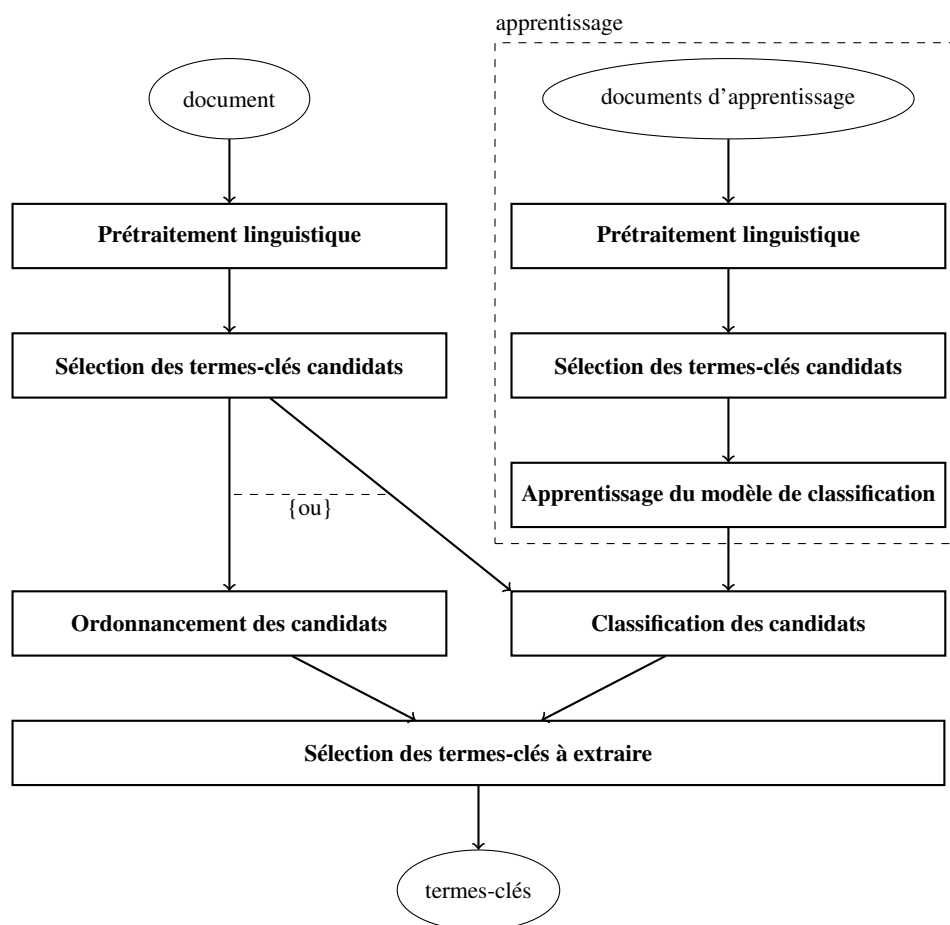 apprentissage
document
documents d'apprentissage
Prétraitement linguistique
Prétraitement linguistique
Sélection des termes-clés candidats
Sélection des termes-clés candidats
Apprentissage du modèle de classification
{ou}
Ordonnancement des candidats
Classification des candidats
Sélection des termes-clés à extraire
termes-clés